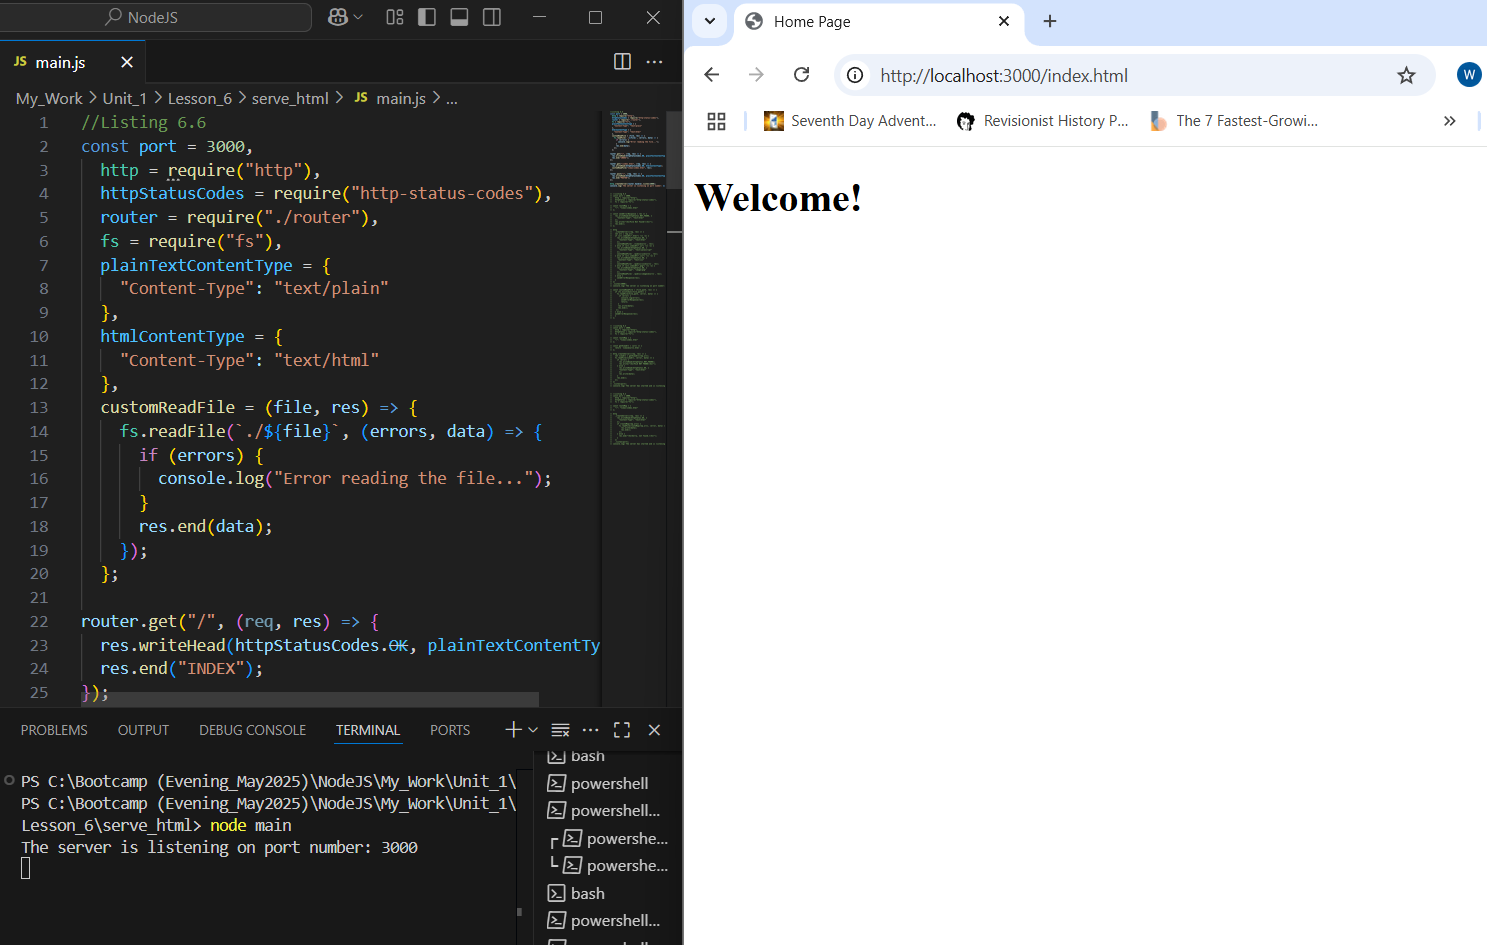 NodeJS
JS main.js
My_Work > Unit_1 > Lesson_6 > serve_html > JS main.js > ...
1 //Listing 6.6
2 const port = 3000,
3 http = require("http"),
4 httpStatusCodes = require("http-status-codes"),
5 router = require("./router"),
6 fs = require("fs"),
7 plainTextContentType = {
8 "Content-Type": "text/plain"
9 },
10 htmlContentType = {
11 "Content-Type": "text/html"
12 },
13 customReadFile = (file, res) => {
14 fs.readFile(`./${file}`, (errors, data) => {
15 if (errors) {
16 console.log("Error reading the file...");
17 }
18 res.end(data);
19 });
20 };
21
22 router.get("/", (req, res) => {
23 res.writeHead(httpStatusCodes.OK, plainTextContentTy
24 res.end("INDEX");
25 });
PROBLEMS OUTPUT DEBUG CONSOLE TERMINAL PORTS
PS C:\Bootcamp (Evening_May2025)\NodeJS\My_Work\Unit_1\
PS C:\Bootcamp (Evening_May2025)\NodeJS\My_Work\Unit_1\
Lesson_6\serve_html> node main
The server is listening on port number: 3000
bash
powershell
powershell...
powershe...
powershe...
bash
powershell...
Home Page
http://localhost:3000/index.html
W
Seventh Day Advent... Revisionist History P... The 7 Fastest-Growi...
Welcome!